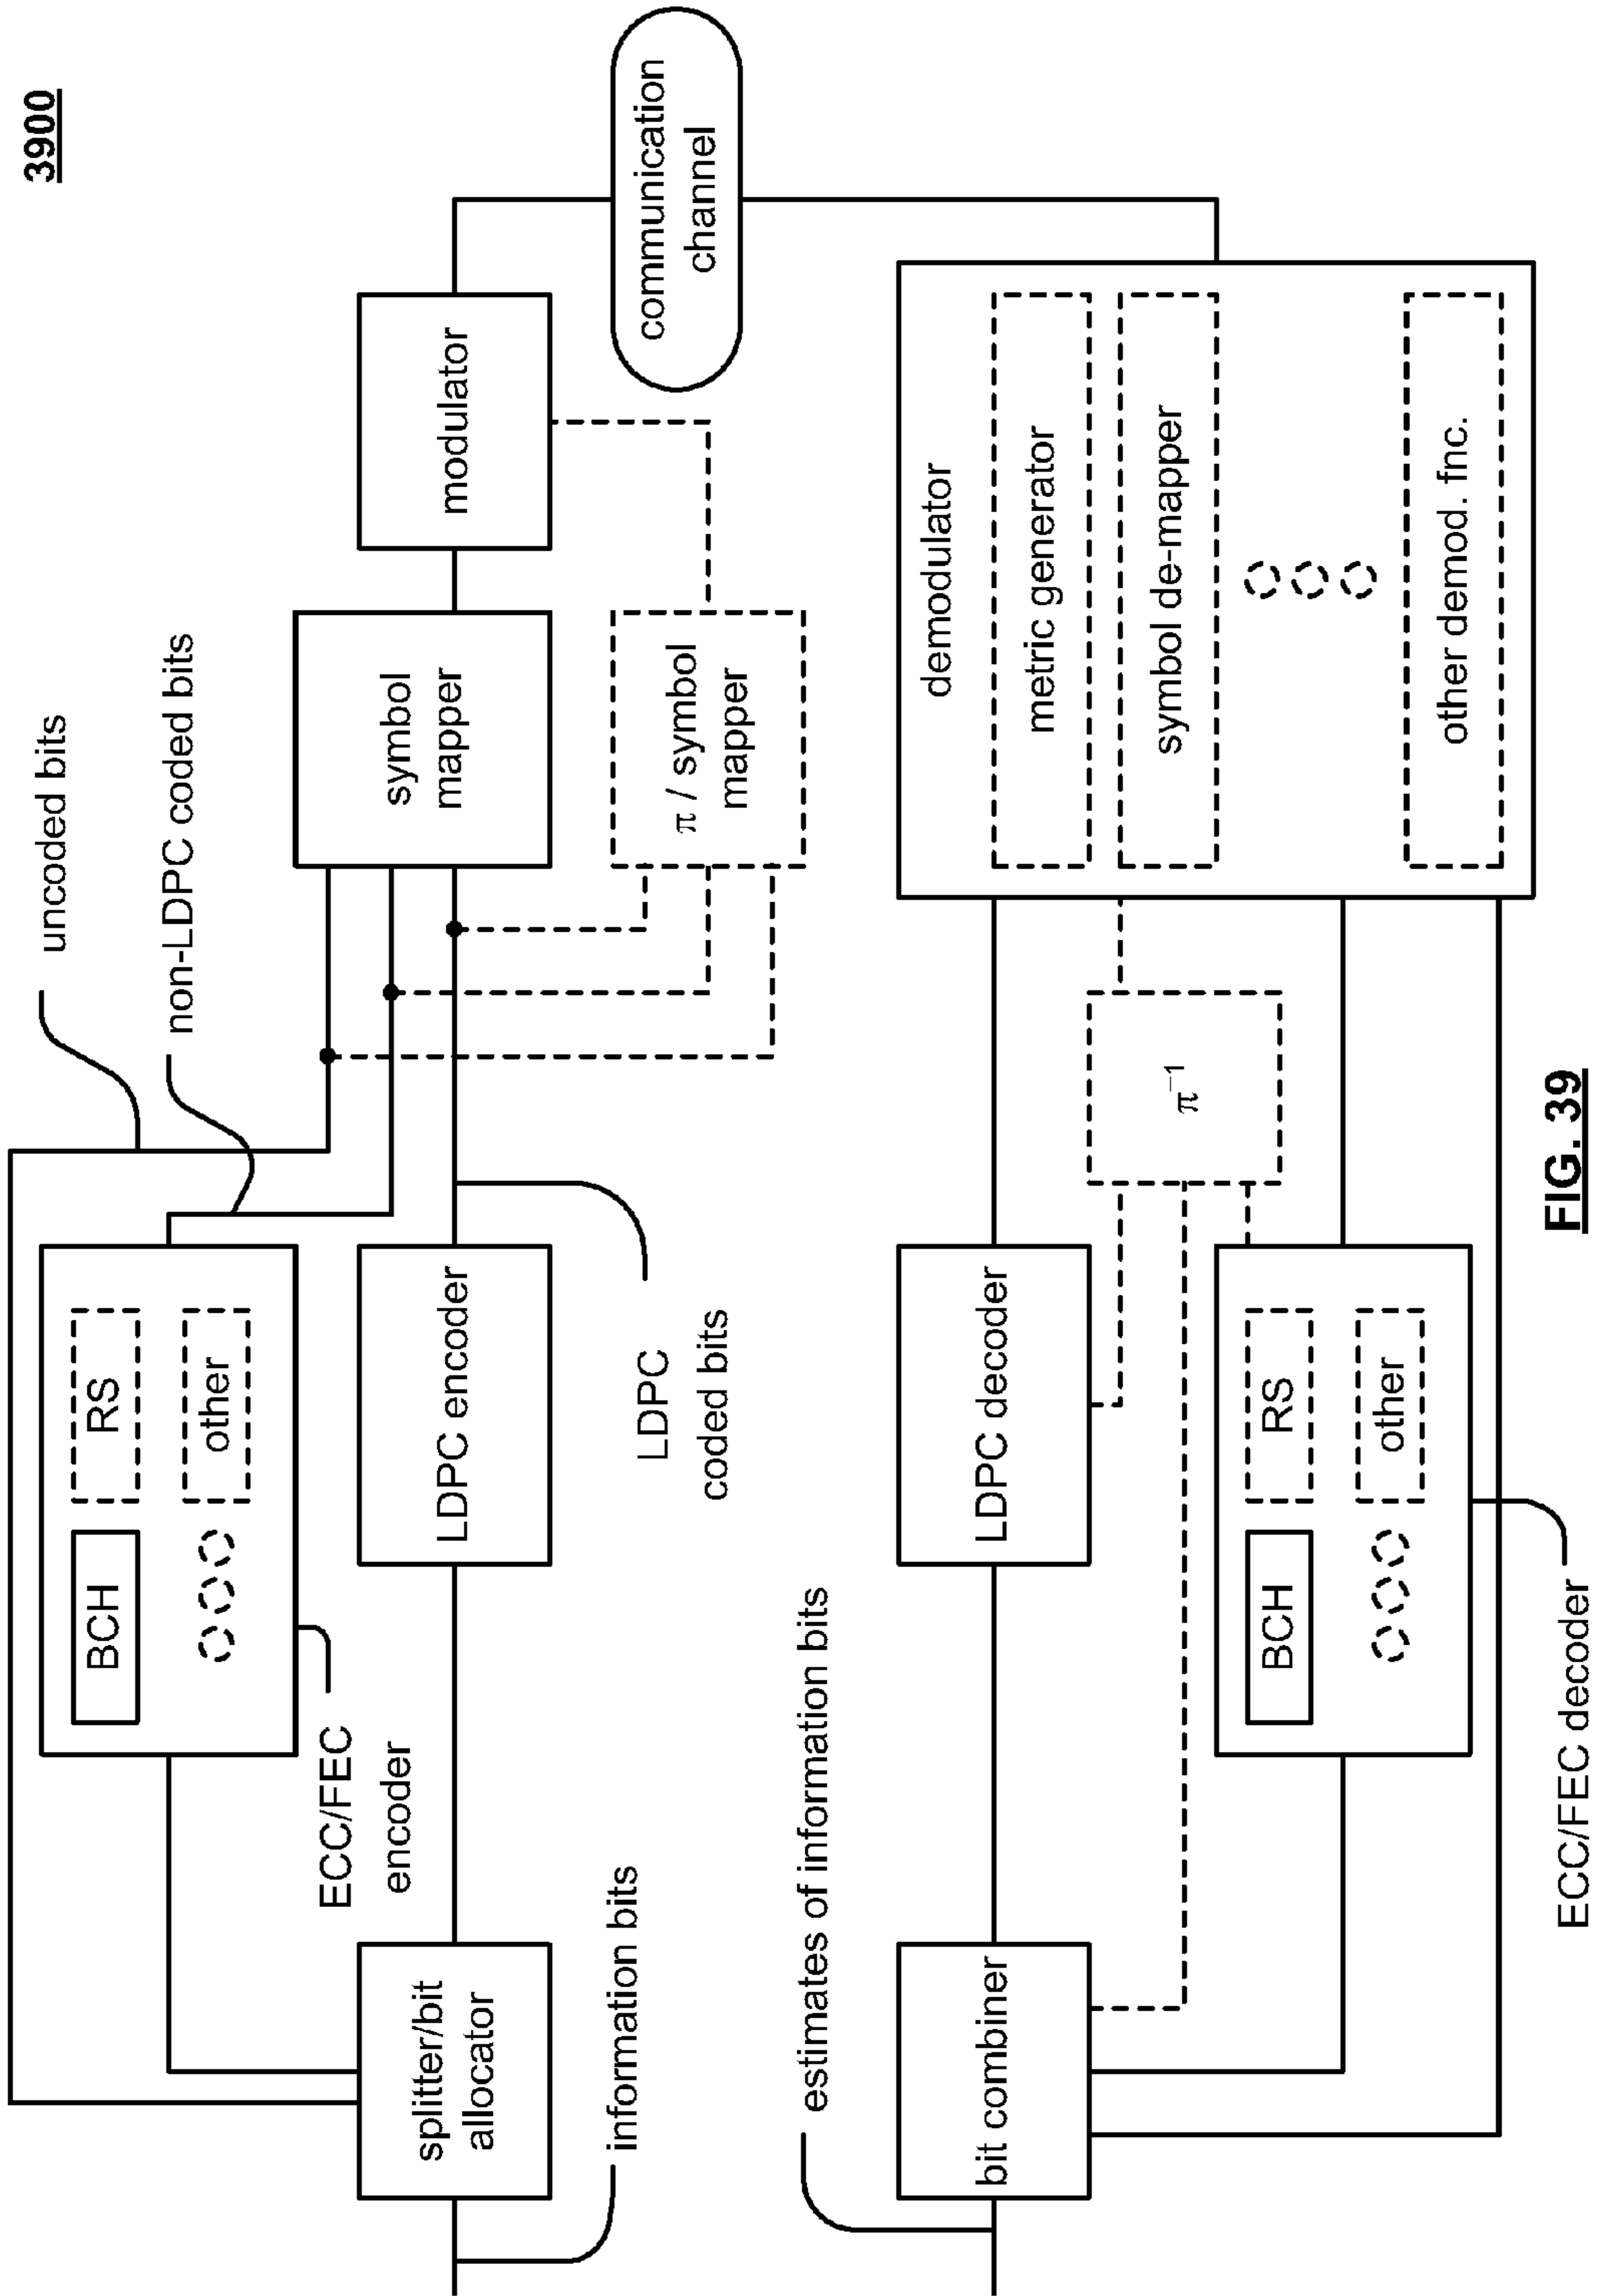 3900
uncoded bits
non-LDPC coded bits
BCH
RS
other
ECC/FEC
encoder
splitter/bit
allocator
information bits
LDPC encoder
LDPC
coded bits
symbol
mapper
π / symbol
mapper
modulator
communication
channel
estimates of information bits
bit combiner
LDPC decoder
π⁻¹
BCH
RS
other
ECC/FEC decoder
demodulator
metric generator
symbol de-mapper
other demod. fnc.
FIG. 39